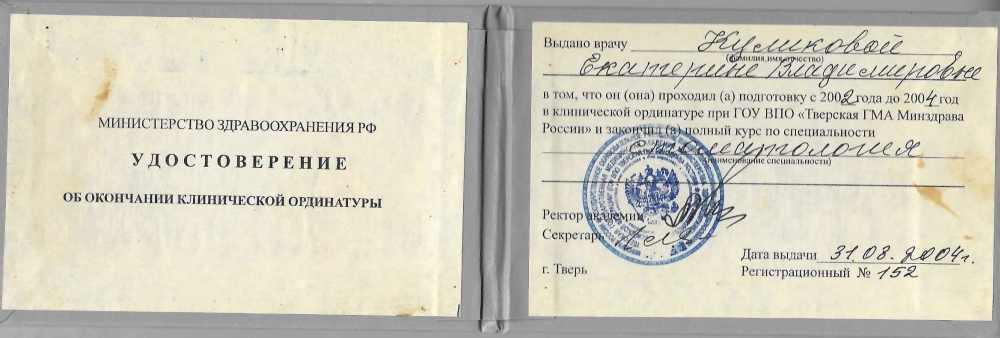 МИНИСТЕРСТВО ЗДРАВООХРАНЕНИЯ РФ
УДОСТОВЕРЕНИЕ
ОБ ОКОНЧАНИИ КЛИНИЧЕСКОЙ ОРДИНАТУРЫ
Выдано врачу Куликовой
(фамилия, имя, отчество)
Екатерине Владимировне
в том, что он (она) проходил (а) подготовку с 2002 года до 2004 год
в клинической ординатуре при ГОУ ВПО «Тверская ГМА Минздрава
России» и закончил (а) полный курс по специальности
стоматология
(наименование специальности)
Ректор академии
Секретарь
Дата выдачи 31.08.2004г.
г. Тверь
Регистрационный № 152